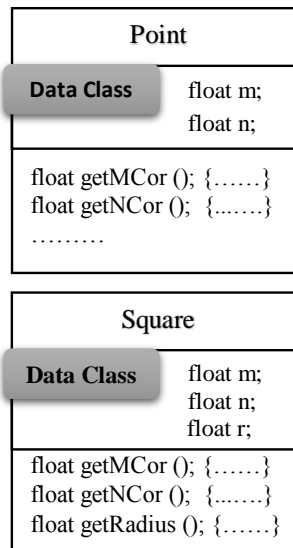 Point
Data Class float m;
float n;
float getMCor (); {……}
float getNCor (); {...….}
………
Square
Data Class float m;
float n;
float r;
float getMCor (); {……}
float getNCor (); {...….}
float getRadius (); {……}